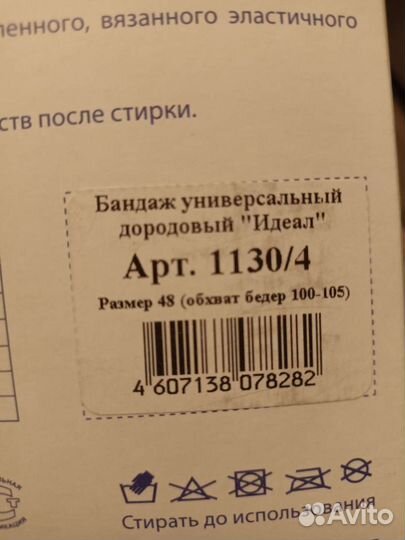 ленного, вязанного эластичного
ств после стирки.
Бандаж универсальный
дородовый "Идеал"
Арт. 1130/4
Размер 48 (обхват бедер 100-105)
4 607138 078282
Стирать до использования
Avito